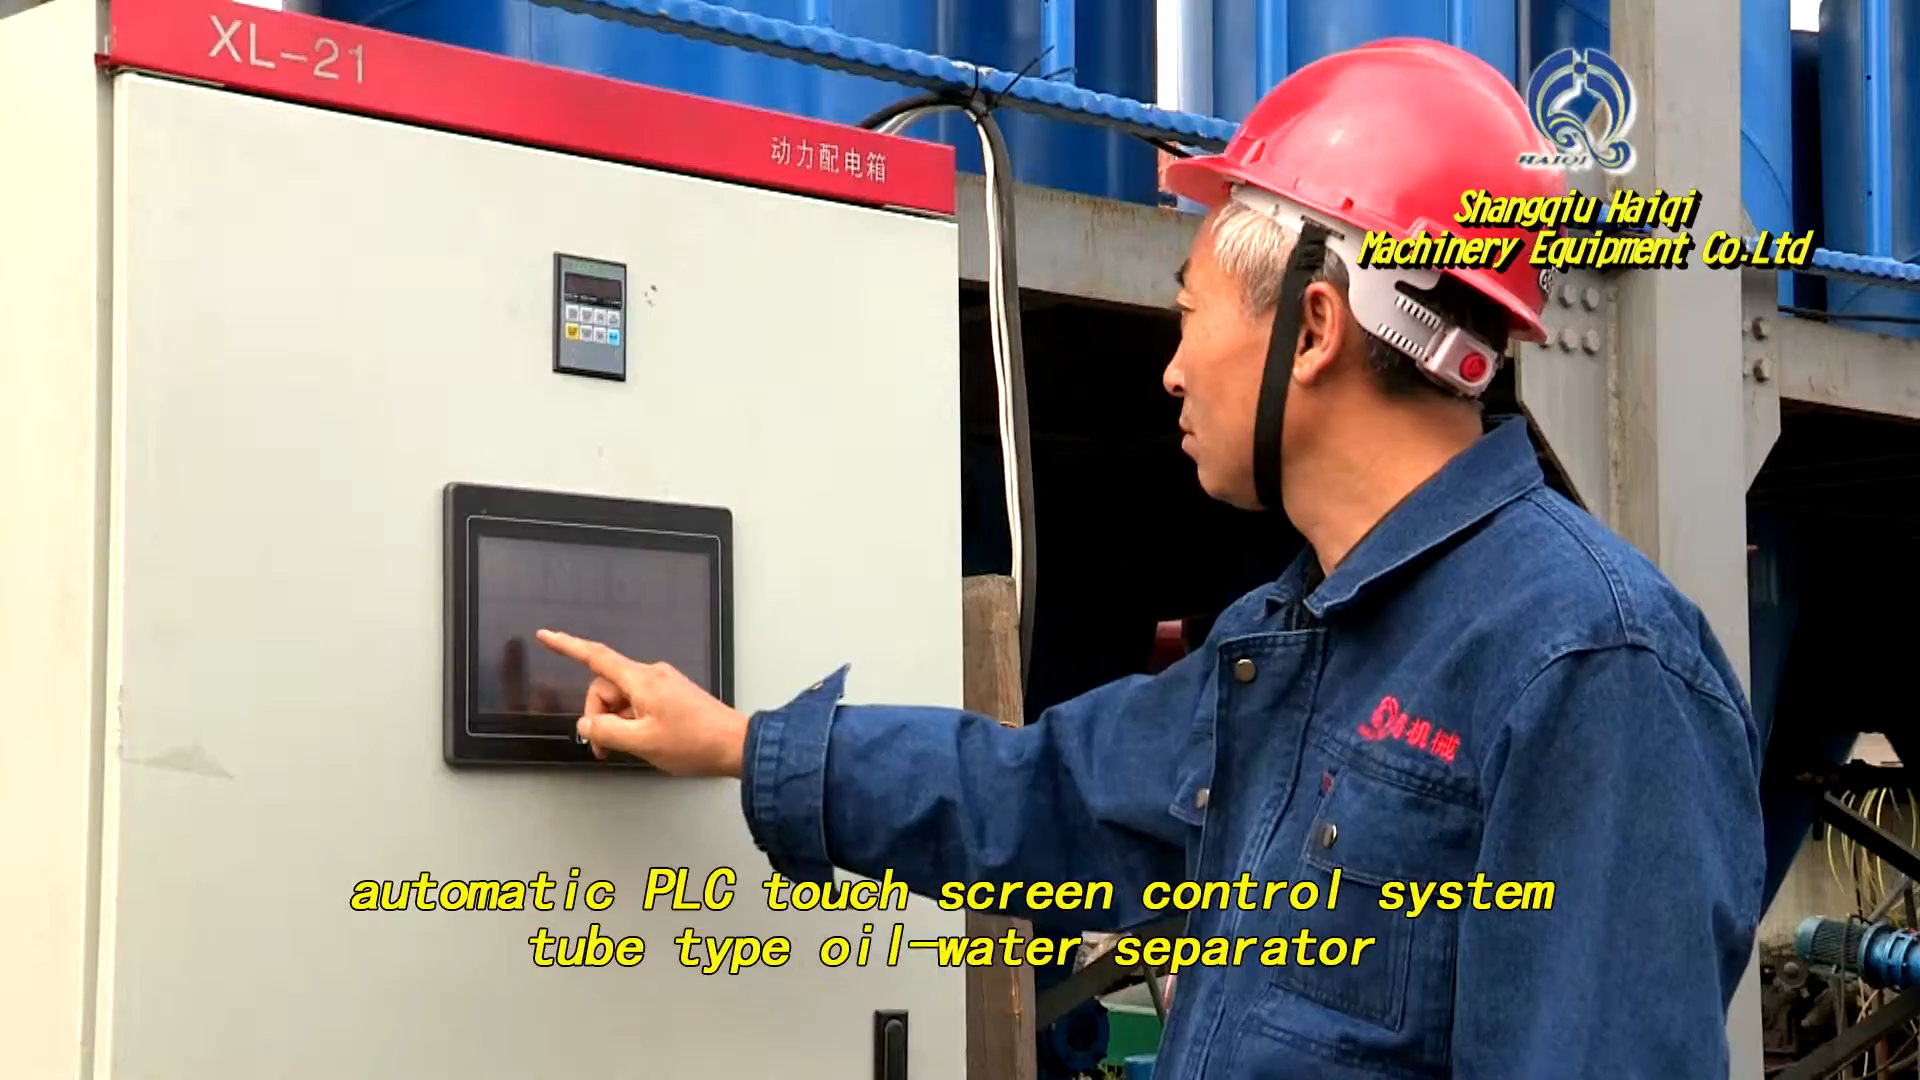 XL-21
动力配电箱
HAIQI
Shangqiu Haiqi
Machinery Equipment Co.Ltd
机械
automatic PLC touch screen control system
tube type oil-water separator